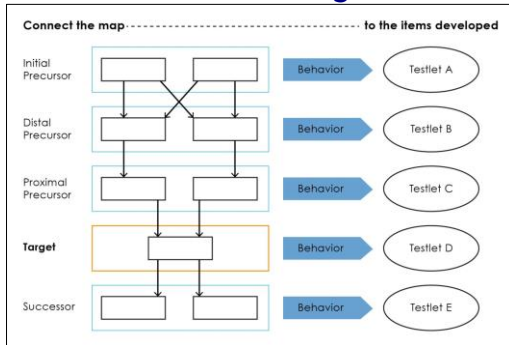 Connect the map
to the items developed
Initial
Precursor
Behavior
Testlet A
Distal
Precursor
Behavior
Testlet B
Proximal
Precursor
Behavior
Testlet C
Target
Behavior
Testlet D
Successor
Behavior
Testlet E